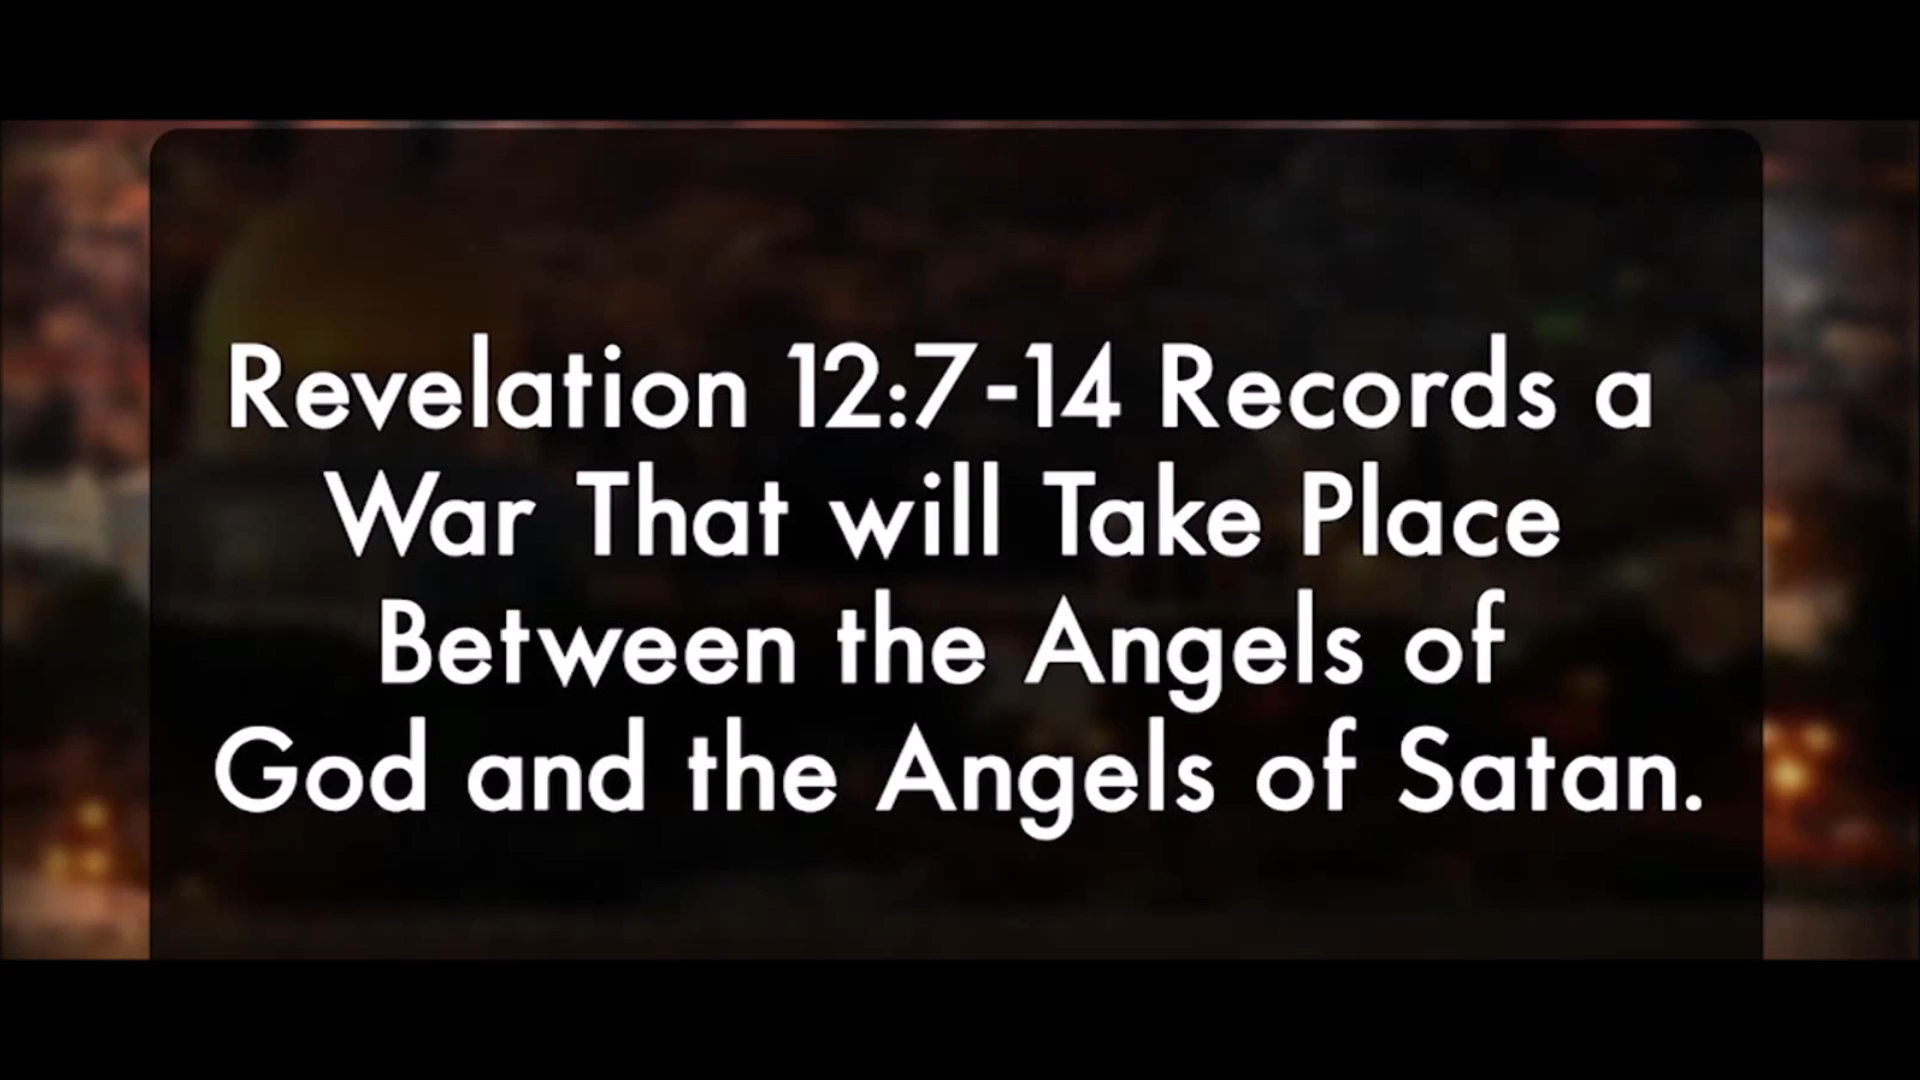 Revelation 12:7-14 Records a
War That will Take Place
Between the Angels of
God and the Angels of Satan.